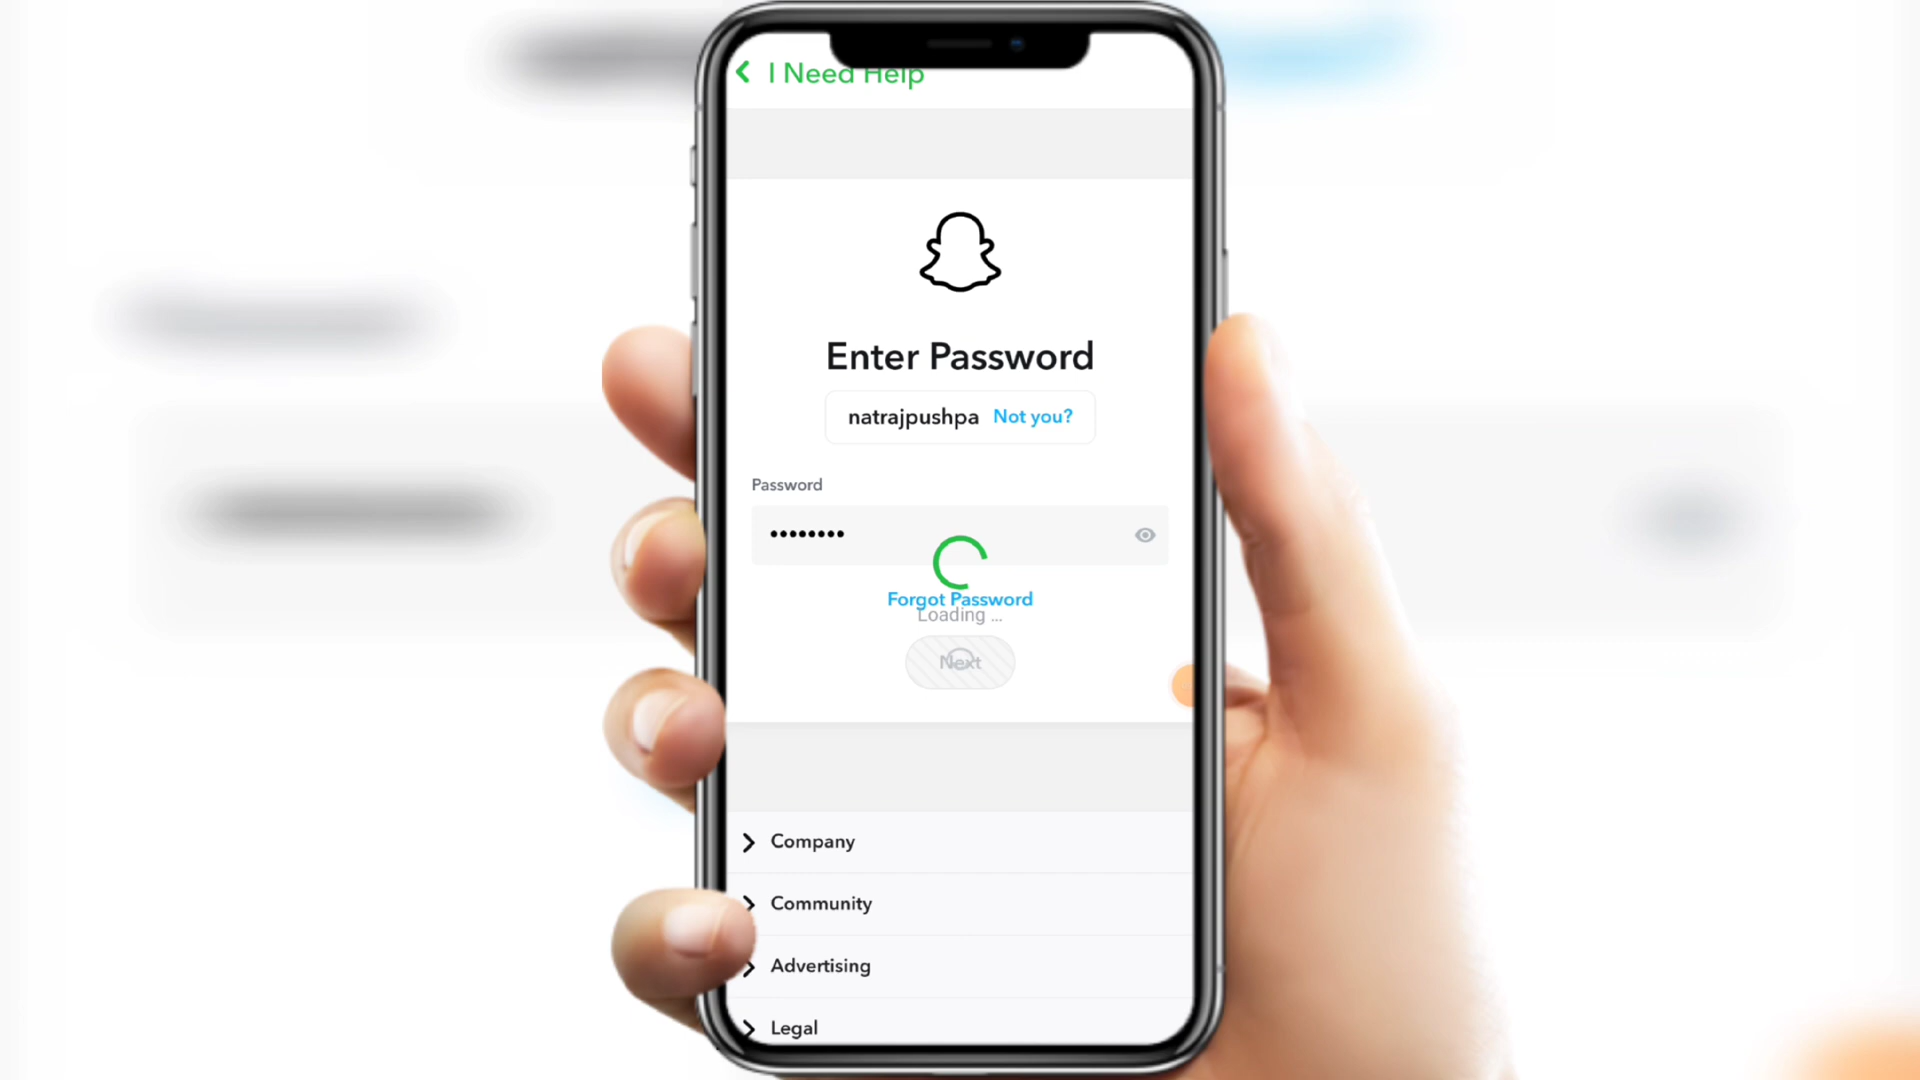 I Need Help
Enter Password
natrajpushpa Not you?
Password
••••••••
Forgot Password
Loading ...
Next
Company
Community
Advertising
Legal